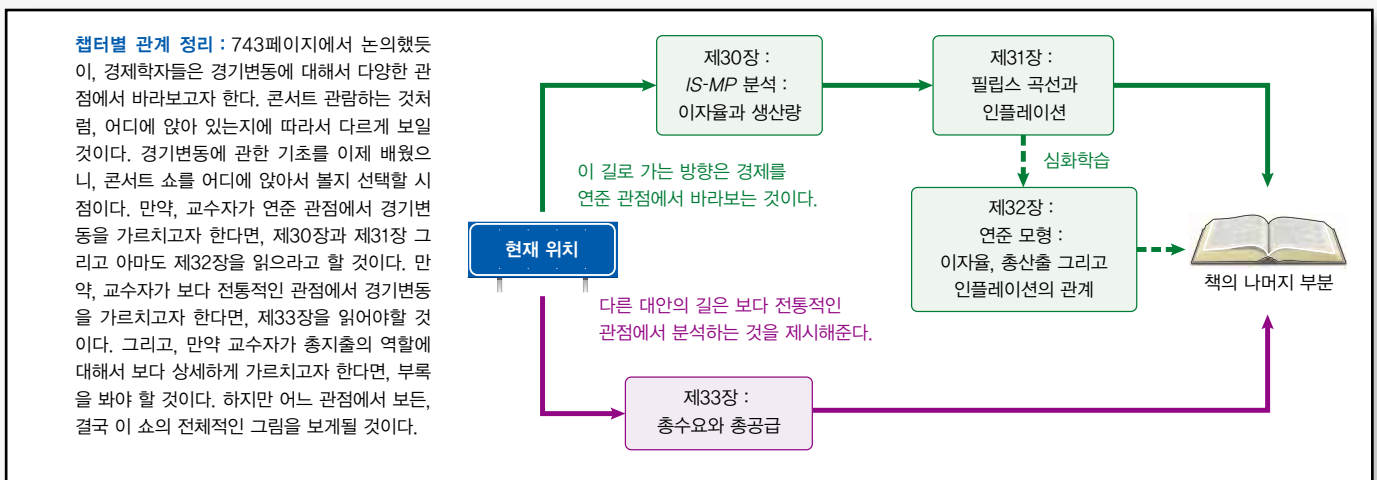 챕터별 관계 정리 : 743페이지에서 논의했듯
이, 경제학자들은 경기변동에 대해서 다양한 관
점에서 바라보고자 한다. 콘서트 관람하는 것처
럼, 어디에 앉아 있는지에 따라서 다르게 보일
것이다. 경기변동에 관한 기초를 이제 배웠으
니, 콘서트 쇼를 어디에 앉아서 볼지 선택할 시
점이다. 만약, 교수자가 연준 관점에서 경기변
동을 가르치고자 한다면, 제30장과 제31장 그
리고 아마도 제32장을 읽으라고 할 것이다. 만
약, 교수자가 보다 전통적인 관점에서 경기변동
을 가르치고자 한다면, 제33장을 읽어야할 것
이다. 그리고, 만약 교수자가 총지출의 역할에
대해서 보다 상세하게 가르치고자 한다면, 부록
을 봐야 할 것이다. 하지만 어느 관점에서 보든,
결국 이 쇼의 전체적인 그림을 보게될 것이다.
제30장 :
IS-MP 분석 :
이자율과 생산량
제31장 :
필립스 곡선과
인플레이션
심화학습
이 길로 가는 방향은 경제를
연준 관점에서 바라보는 것이다.
제32장 :
연준 모형 :
이자율, 총산출 그리고
인플레이션의 관계
현재 위치
책의 나머지 부분
다른 대안의 길은 보다 전통적인
관점에서 분석하는 것을 제시해준다.
제33장 :
총수요와 총공급